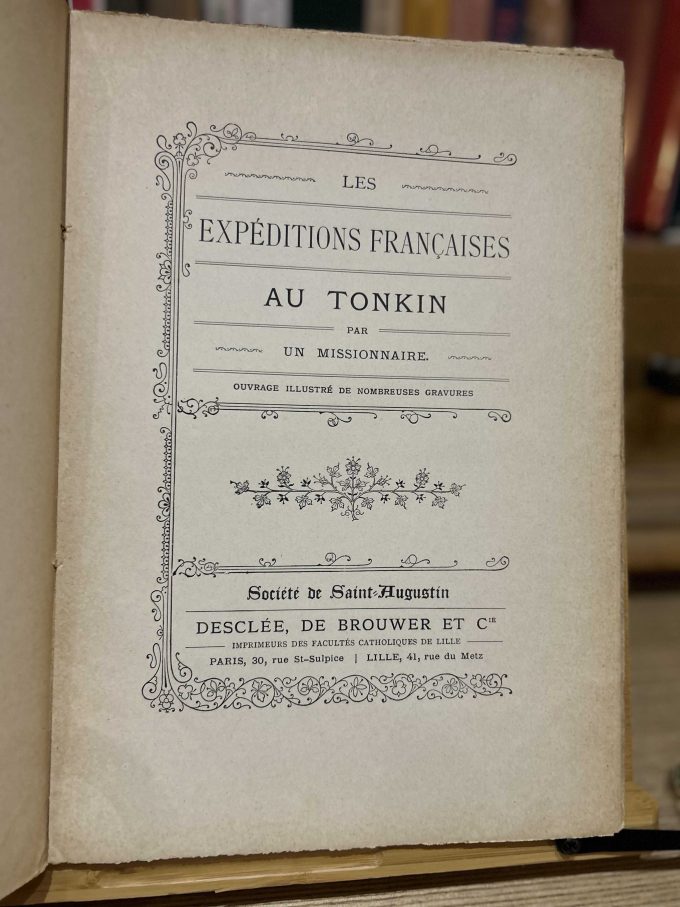 LES
EXPÉDITIONS FRANÇAISES
AU TONKIN
PAR
UN MISSIONNAIRE.
OUVRAGE ILLUSTRÉ DE NOMBREUSES GRAVURES
Société de Saint-Augustin
DESCLÉE, DE BROUWER ET Cⁱᴱ
IMPRIMEURS DES FACULTÉS CATHOLIQUES DE LILLE
PARIS, 30, rue St-Sulpice | LILLE, 41, rue du Metz